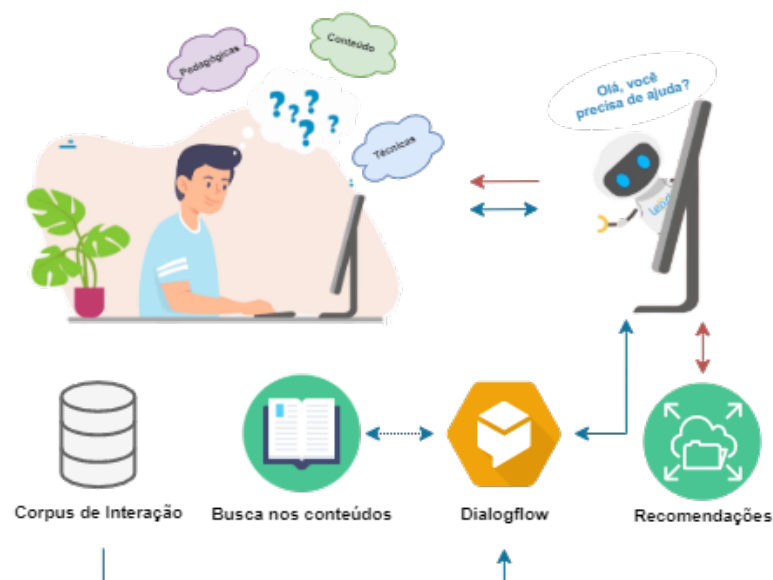 Pedagógicas
Conteúdo
Técnicas
? ? ? ? ?
Olá, você
precisa de ajuda?
Corpus de Interação
Busca nos conteúdos
Dialogflow
Recomendações